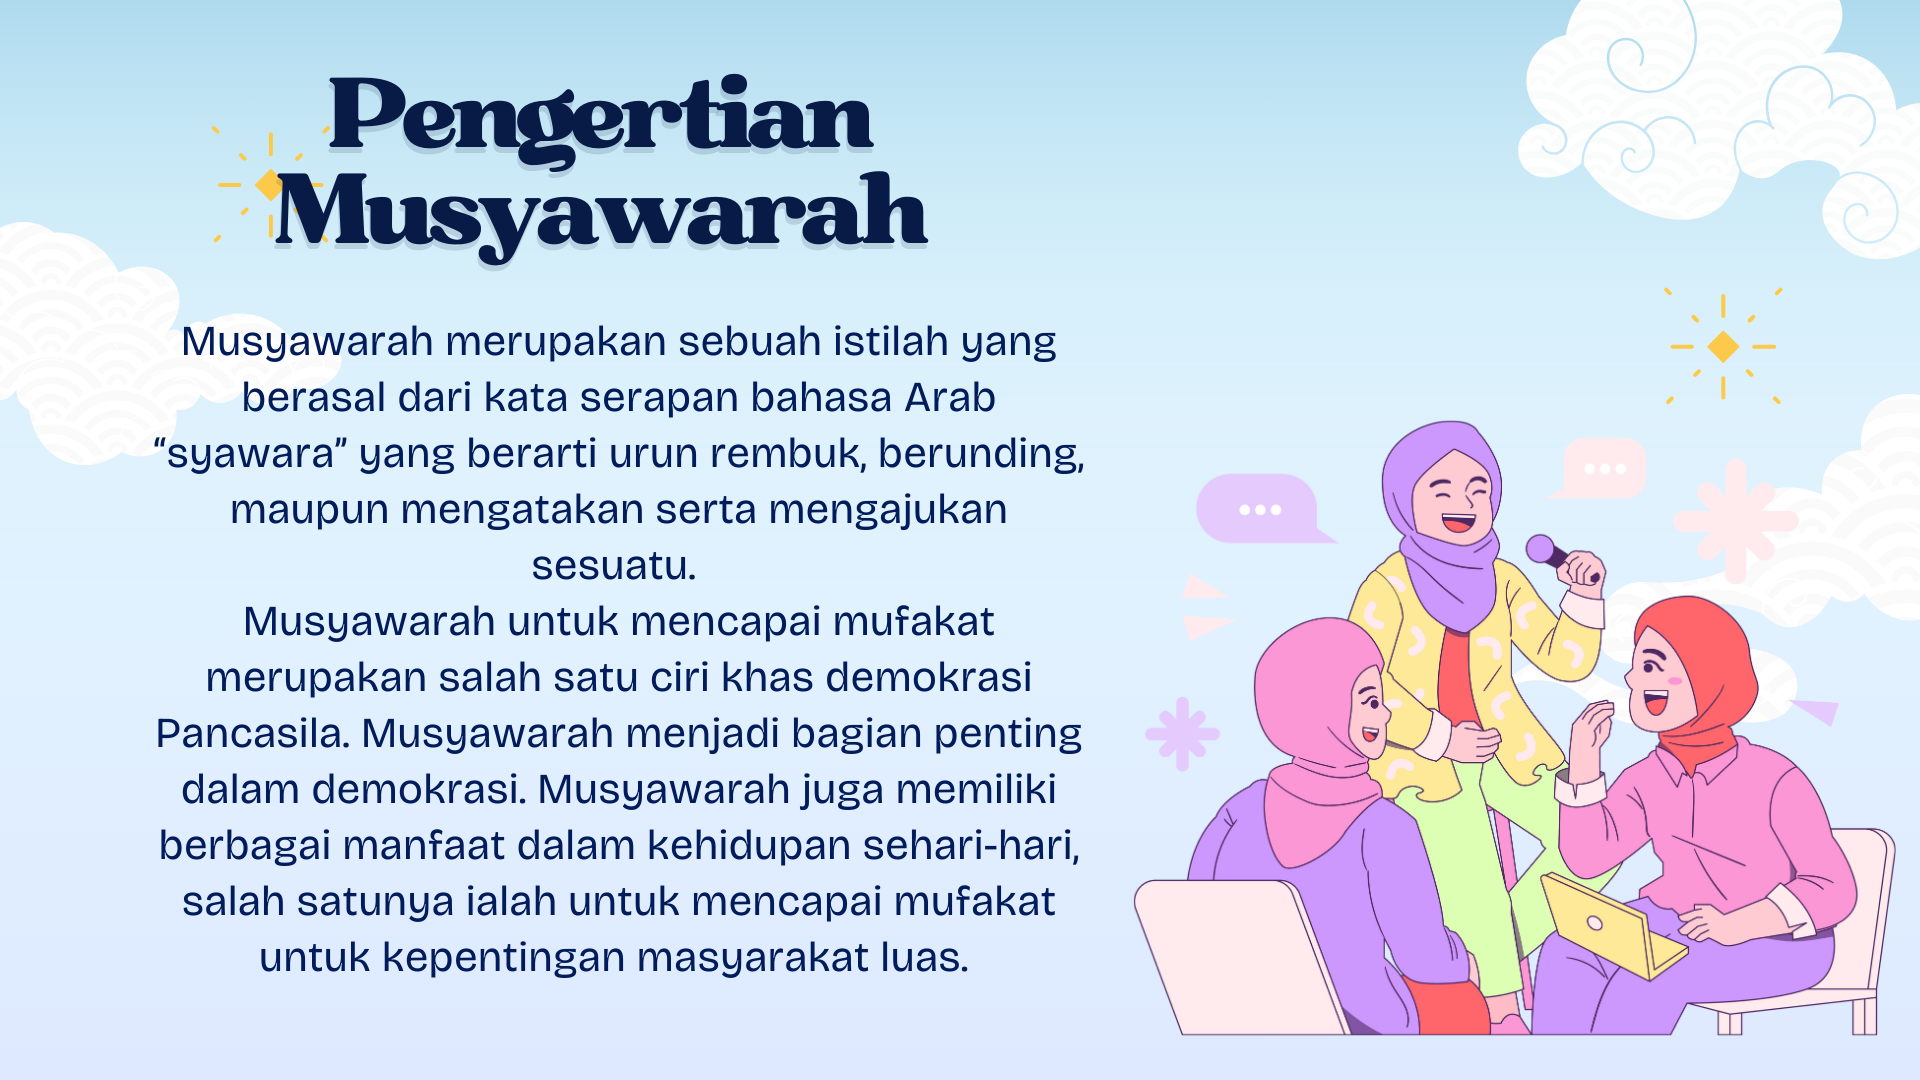 Pengertian
Musyawarah
Musyawarah merupakan sebuah istilah yang
berasal dari kata serapan bahasa Arab
“syawara” yang berarti urun rembuk, berunding,
maupun mengatakan serta mengajukan
sesuatu.
Musyawarah untuk mencapai mufakat
merupakan salah satu ciri khas demokrasi
Pancasila. Musyawarah menjadi bagian penting
dalam demokrasi. Musyawarah juga memiliki
berbagai manfaat dalam kehidupan sehari-hari,
salah satunya ialah untuk mencapai mufakat
untuk kepentingan masyarakat luas.